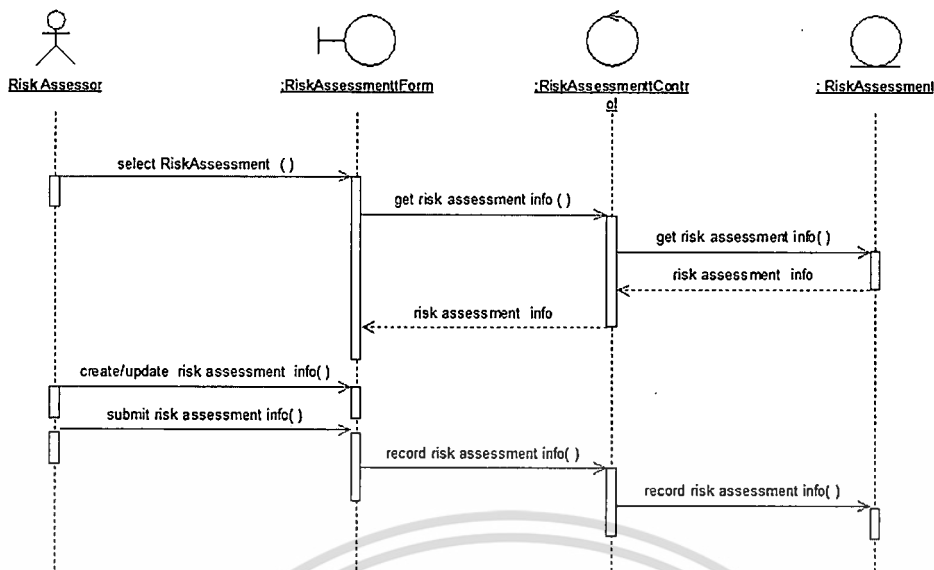 Risk Assessor
:RiskAssessmenttForm
:RiskAssessmenttContr
ol
: RiskAssessment
select RiskAssessment ( )
get risk assessment info ( )
get risk assessment info( )
risk assessment info
risk assessment info
create/update risk assessment info( )
submit risk assessment info( )
record risk assessment info( )
record risk assessment info( )